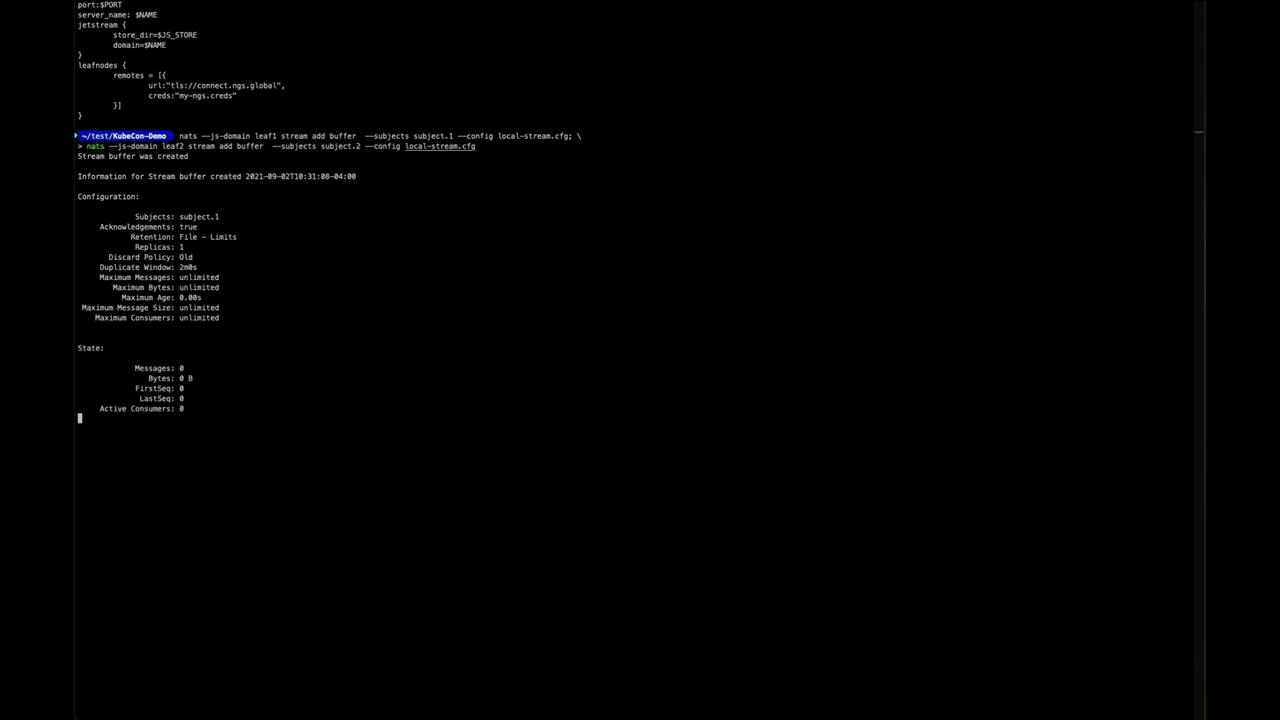 port:$PORT
server_name: $NAME
jetstream {
store_dir=$JS_STORE
domain=$NAME
}
leafnodes {
remotes = [{
url:"tls://connect.ngs.global",
creds:"my-ngs.creds"
}]
}
~/test/KubeCon-Demo nats --js-domain leaf1 stream add buffer --subjects subject.1 --config local-stream.cfg; \
> nats --js-domain leaf2 stream add buffer --subjects subject.2 --config local-stream.cfg
Stream buffer was created
Information for Stream buffer created 2021-09-02T10:31:08-04:00
Configuration:
Subjects: subject.1
Acknowledgements: true
Retention: File - Limits
Replicas: 1
Discard Policy: Old
Duplicate Window: 2m0s
Maximum Messages: unlimited
Maximum Bytes: unlimited
Maximum Age: 0.00s
Maximum Message Size: unlimited
Maximum Consumers: unlimited
State:
Messages: 0
Bytes: 0 B
FirstSeq: 0
LastSeq: 0
Active Consumers: 0